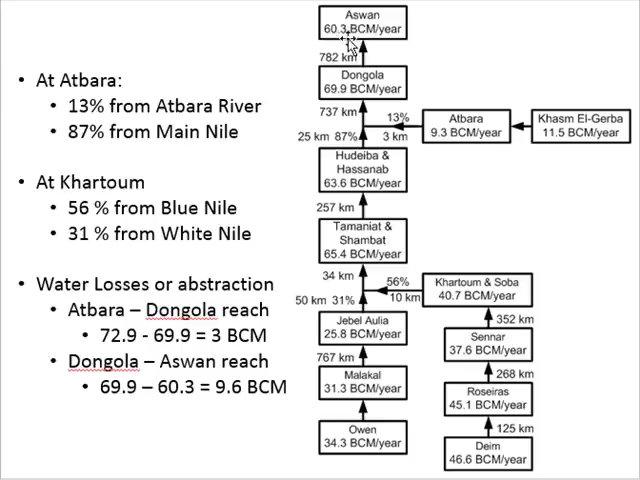 • At Atbara:
• 13% from Atbara River
• 87% from Main Nile
• At Khartoum
• 56 % from Blue Nile
• 31 % from White Nile
• Water Losses or abstraction
• Atbara – Dongola reach
• 72.9 - 69.9 = 3 BCM
• Dongola – Aswan reach
• 69.9 – 60.3 = 9.6 BCM
Aswan
60.3 BCM/year
782 km
Dongola
69.9 BCM/year
737 km
13%
3 km
Atbara
9.3 BCM/year
Khasm El-Gerba
11.5 BCM/year
25 km 87%
Hudeiba &
Hassanab
63.6 BCM/year
257 km
Tamaniat &
Shambat
65.4 BCM/year
34 km
56%
10 km
Khartoum & Soba
40.7 BCM/year
50 km 31%
Jebel Aulia
25.8 BCM/year
352 km
Sennar
37.6 BCM/year
767 km
268 km
Malakal
31.3 BCM/year
Roseiras
45.1 BCM/year
125 km
Owen
34.3 BCM/year
Deim
46.6 BCM/year